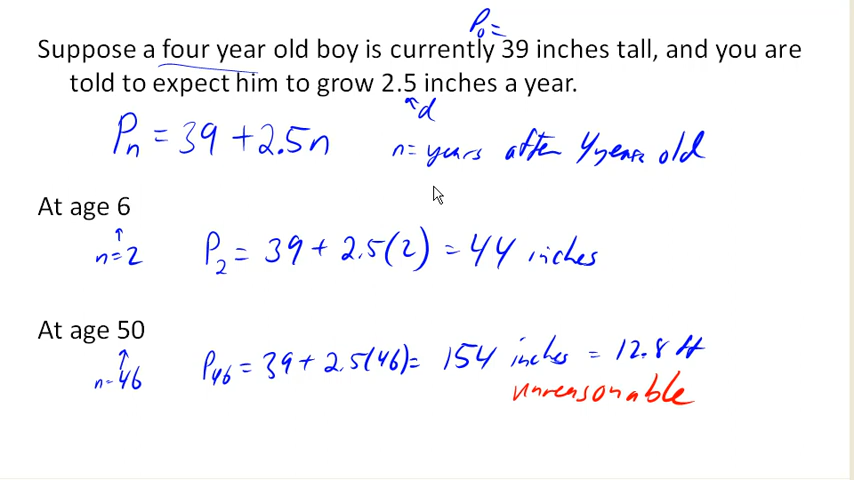 P₀ =
Suppose a four year old boy is currently 39 inches tall, and you are
told to expect him to grow 2.5 inches a year.
d
Pₙ = 39 + 2.5n n = years after 4 years old
At age 6
n = 2 P₂ = 39 + 2.5(2) = 44 inches
At age 50
n = 46 P₄₆ = 39 + 2.5(46) = 154 inches = 12.8 ft
unreasonable